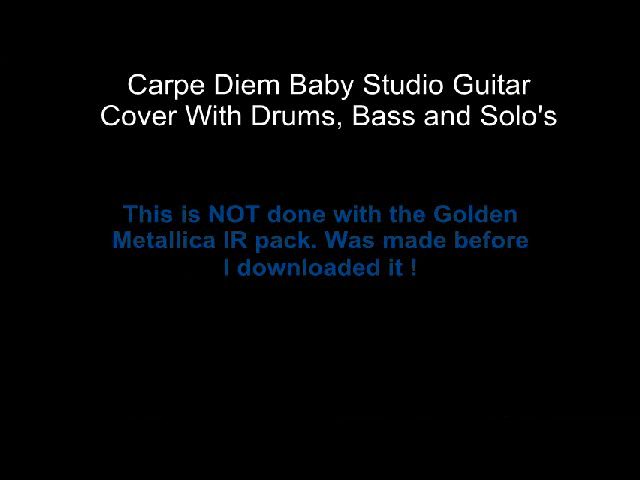 Carpe Diem Baby Studio Guitar
Cover With Drums, Bass and Solo's
This is NOT done with the Golden
Metallica IR pack. Was made before
I downloaded it !